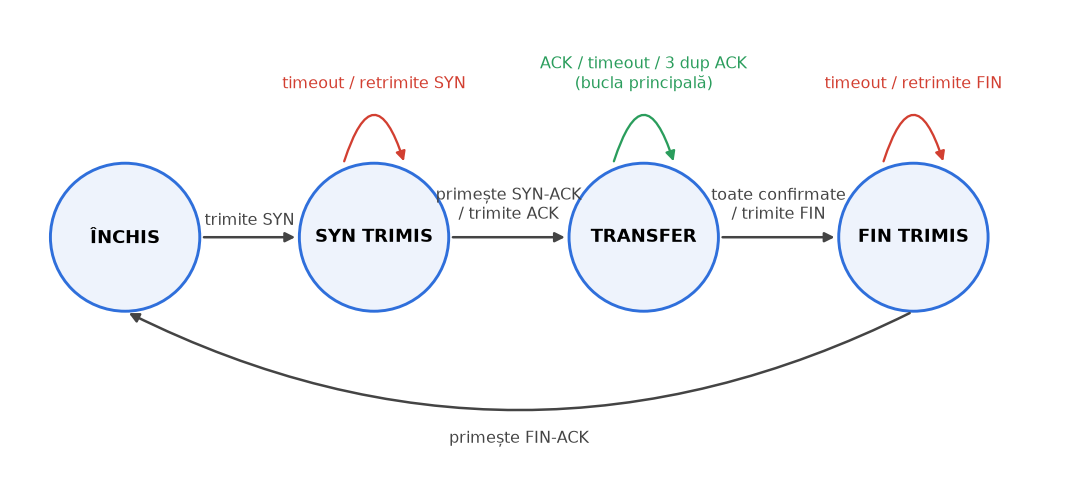 ACK / timeout / 3 dup ACK
(bucla principală)
timeout / retrimite SYN
timeout / retrimite FIN
primește SYN-ACK
/ trimite ACK
toate confirmate
/ trimite FIN
trimite SYN
ÎNCHIS
SYN TRIMIS
TRANSFER
FIN TRIMIS
primește FIN-ACK